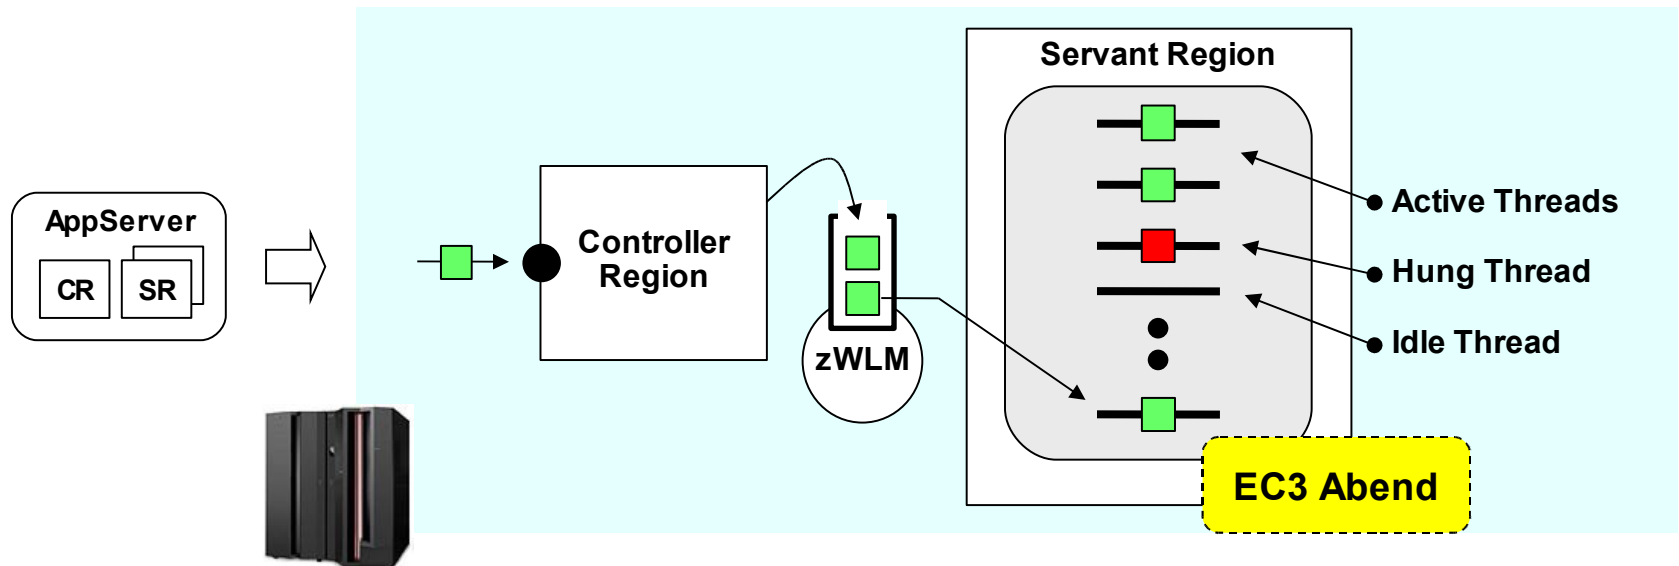 AppServer
CR
SR
Controller
Region
zWLM
Servant Region
Active Threads
Hung Thread
Idle Thread
EC3 Abend